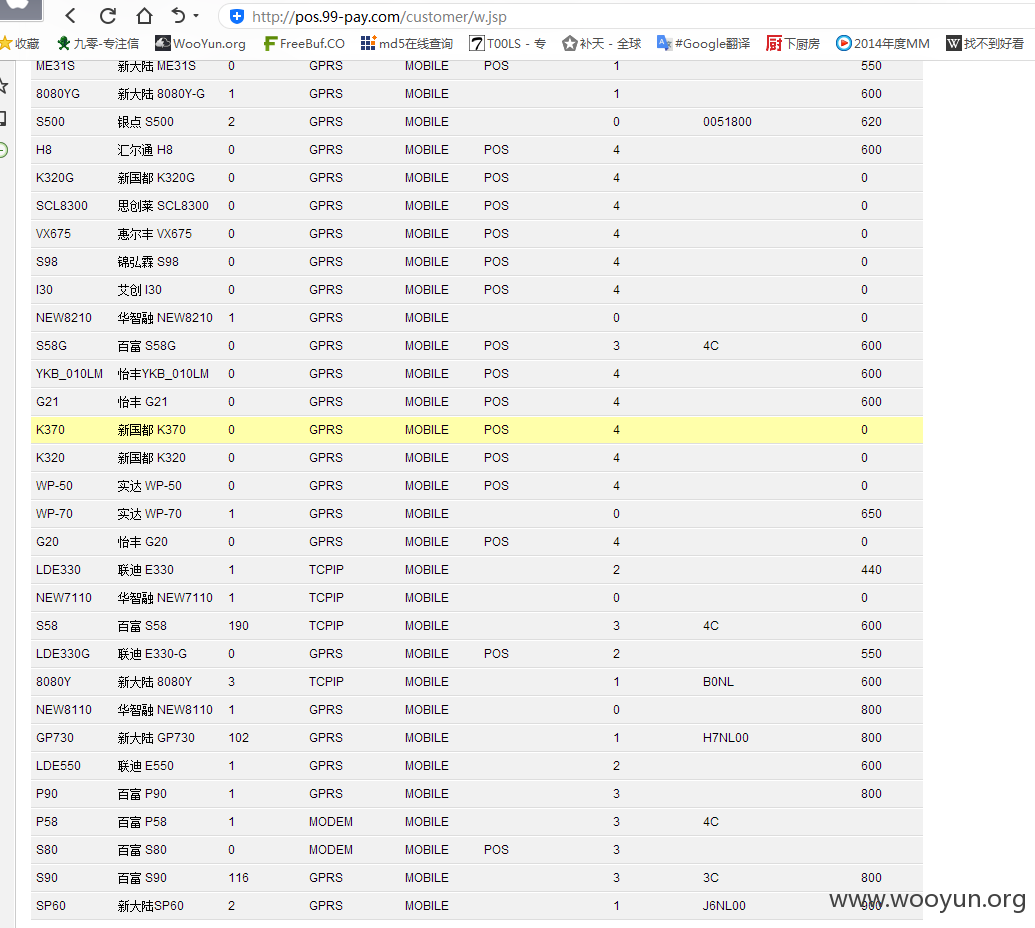 http://pos.99-pay.com/customer/w.jsp
收藏 九零-专注信 WooYun.org FreeBuf.CO md5在线查询 T00LS - 专 补天 - 全球 #Google翻译 下厨房 2014年度MM 找不到好看
ME31S 新大陆 ME31S 0 GPRS MOBILE POS 1 550
8080YG 新大陆 8080Y-G 1 GPRS MOBILE 1 600
S500 银点 S500 2 GPRS MOBILE 0 0051800 620
H8 汇尔通 H8 0 GPRS MOBILE POS 4 600
K320G 新国都 K320G 0 GPRS MOBILE POS 4 0
SCL8300 思创莱 SCL8300 0 GPRS MOBILE POS 4 0
VX675 惠尔丰 VX675 0 GPRS MOBILE POS 4 0
S98 锦弘霖 S98 0 GPRS MOBILE POS 4 0
I30 艾创 I30 0 GPRS MOBILE POS 4 0
NEW8210 华智融 NEW8210 1 GPRS MOBILE 0 0
S58G 百富 S58G 0 GPRS MOBILE POS 3 4C 600
YKB_010LM 怡丰YKB_010LM 0 GPRS MOBILE POS 4 600
G21 怡丰 G21 0 GPRS MOBILE POS 4 600
K370 新国都 K370 0 GPRS MOBILE POS 4 0
K320 新国都 K320 0 GPRS MOBILE POS 4 0
WP-50 实达 WP-50 0 GPRS MOBILE POS 4 0
WP-70 实达 WP-70 1 GPRS MOBILE 0 650
G20 怡丰 G20 0 GPRS MOBILE POS 4 0
LDE330 联迪 E330 1 TCPIP MOBILE 2 440
NEW7110 华智融 NEW7110 1 TCPIP MOBILE 0 0
S58 百富 S58 190 TCPIP MOBILE 3 4C 600
LDE330G 联迪 E330-G 0 GPRS MOBILE POS 2 550
8080Y 新大陆 8080Y 3 TCPIP MOBILE 1 B0NL 600
NEW8110 华智融 NEW8110 1 GPRS MOBILE 0 800
GP730 新大陆 GP730 102 GPRS MOBILE 1 H7NL00 800
LDE550 联迪 E550 1 GPRS MOBILE 2 600
P90 百富 P90 1 GPRS MOBILE 3 800
P58 百富 P58 1 MODEM MOBILE 3 4C
S80 百富 S80 0 MODEM MOBILE POS 3
S90 百富 S90 116 GPRS MOBILE 3 3C 800
SP60 新大陆SP60 2 GPRS MOBILE 1 J6NL00 900
www.wooyun.org